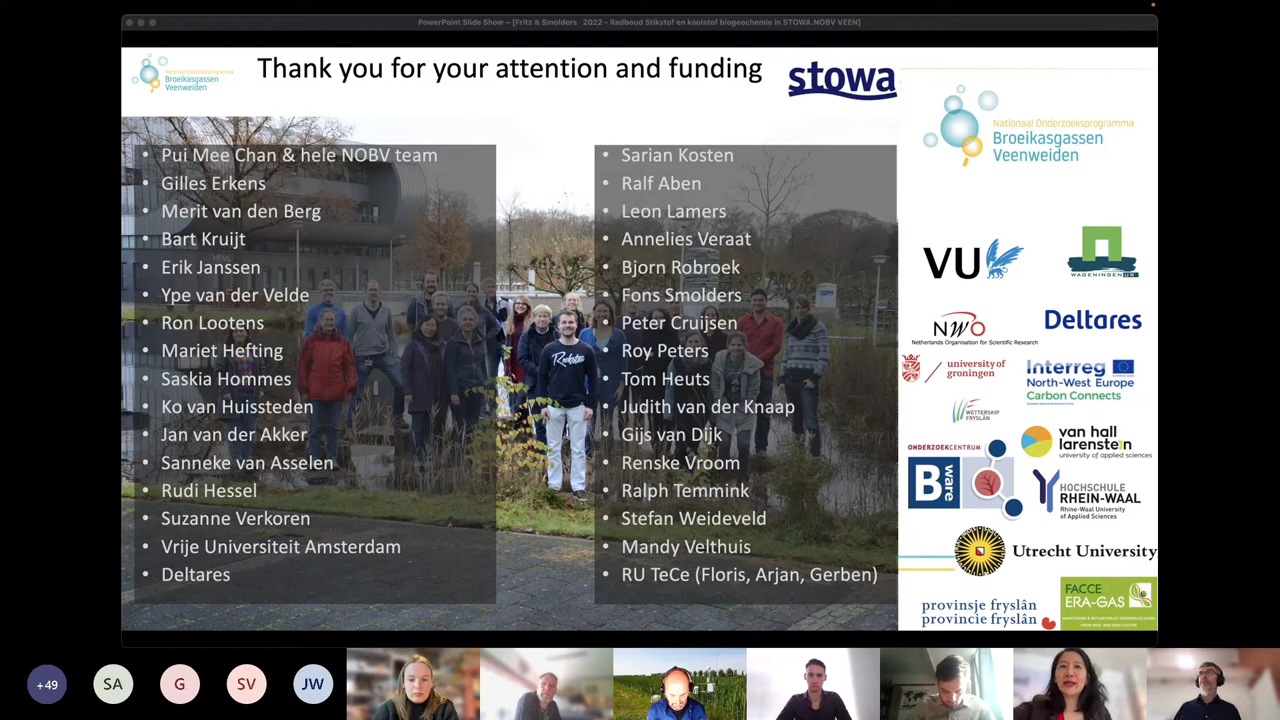 PowerPoint Slide Show – [Fritz & Smolders 2022 - Radboud Stikstof en koolstof biogeochemie in STOWA.NOBV VEEN]
Nationaal Onderzoeksprogramma
Broeikasgassen
Veenweiden
Thank you for your attention and funding
stowa
• Pui Mee Chan & hele NOBV team
• Gilles Erkens
• Merit van den Berg
• Bart Kruijt
• Erik Janssen
• Ype van der Velde
• Ron Lootens
• Mariet Hefting
• Saskia Hommes
• Ko van Huissteden
• Jan van der Akker
• Sanneke van Asselen
• Rudi Hessel
• Suzanne Verkoren
• Vrije Universiteit Amsterdam
• Deltares
• Sarian Kosten
• Ralf Aben
• Leon Lamers
• Annelies Veraat
• Bjorn Robroek
• Fons Smolders
• Peter Cruijsen
• Roy Peters
• Tom Heuts
• Judith van der Knaap
• Gijs van Dijk
• Renske Vroom
• Ralph Temmink
• Stefan Weideveld
• Mandy Velthuis
• RU TeCe (Floris, Arjan, Gerben)
Nationaal Onderzoeksprogramma
Broeikasgassen
Veenweiden
VU
WAGENINGEN UR
NWO
Netherlands Organisation for Scientific Research
Deltares
university of
groningen
Interreg
North-West Europe
Carbon Connects
WETTERSKIP
FRYSLÂN
van hall
larenstein
university of applied sciences
ONDERZOEKCENTRUM
B ware
HOCHSCHULE
RHEIN-WAAL
Rhine-Waal University
of Applied Sciences
Utrecht University
provinsje fryslân
provincie fryslân
FACCE
ERA-GAS
+49
SA
G
SV
JW